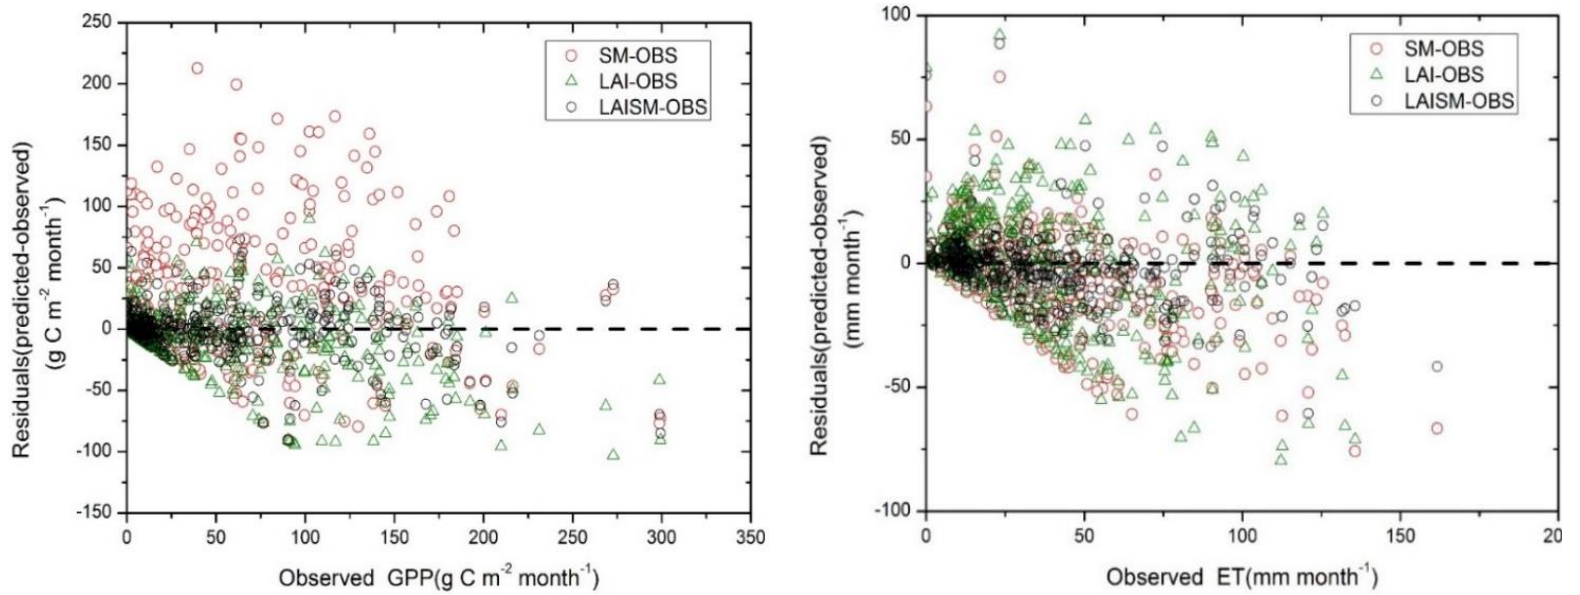 250
200
150
100
50
0
-50
-100
-150
0 50 100 150 200 250 300 350
Residuals(predicted-observed)
(g C m⁻² month⁻¹)
Observed GPP(g C m⁻² month⁻¹)
SM-OBS
LAI-OBS
LAISM-OBS
100
50
0
-50
-100
0 50 100 150 20
Residuals(predicted-observed)
(mm month⁻¹)
Observed ET(mm month⁻¹)
SM-OBS
LAI-OBS
LAISM-OBS